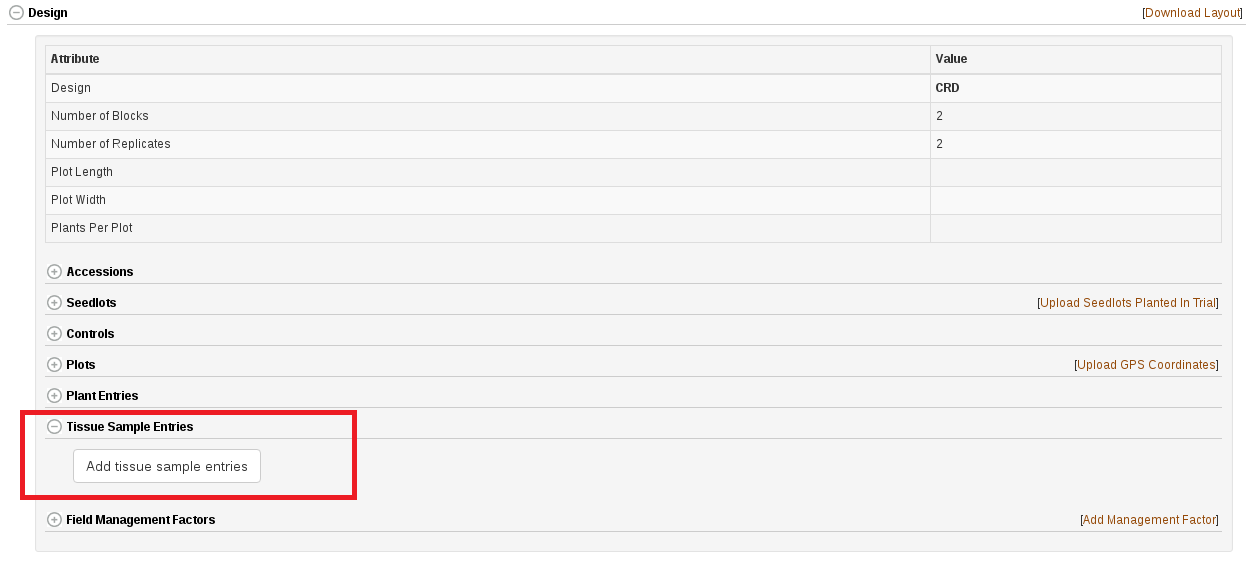 Design [Download Layout]
Attribute Value
Design CRD
Number of Blocks 2
Number of Replicates 2
Plot Length
Plot Width
Plants Per Plot
Accessions
Seedlots [Upload Seedlots Planted In Trial]
Controls
Plots [Upload GPS Coordinates]
Plant Entries
Tissue Sample Entries
Add tissue sample entries
Field Management Factors [Add Management Factor]